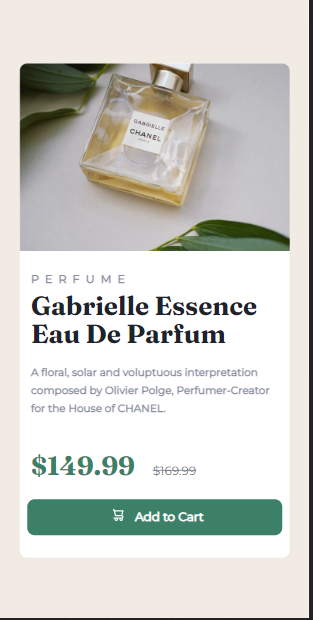 GABRIELLE
CHANEL
PARIS
PERFUME
Gabrielle Essence
Eau De Parfum
A floral, solar and voluptuous interpretation
composed by Olivier Polge, Perfumer-Creator
for the House of CHANEL.
$149.99 $169.99
Add to Cart